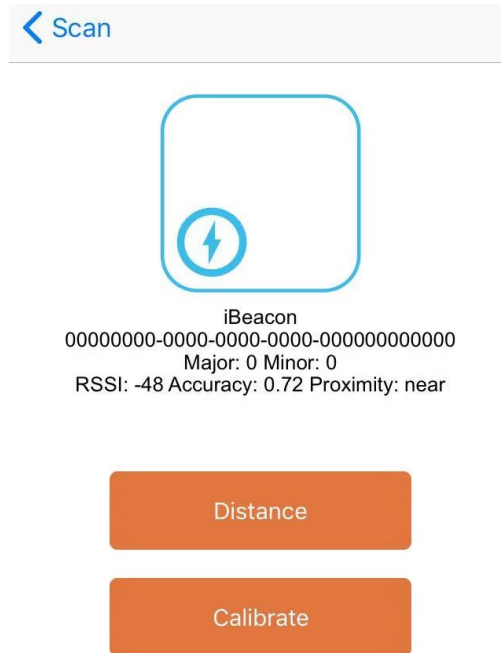 Scan
iBeacon
00000000-0000-0000-0000-000000000000
Major: 0 Minor: 0
RSSI: -48 Accuracy: 0.72 Proximity: near
Distance
Calibrate